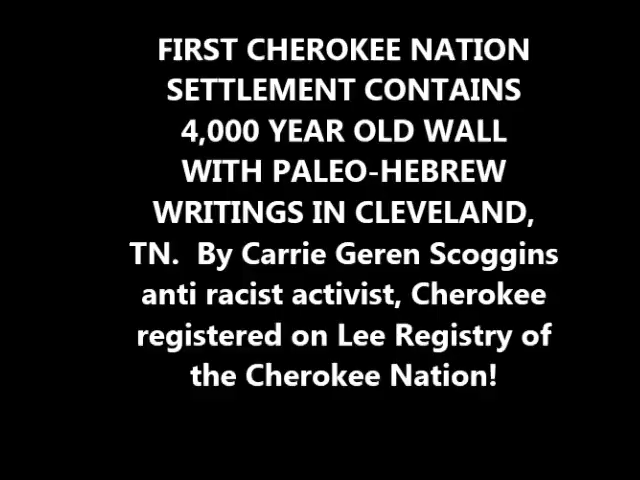 FIRST CHEROKEE NATION
SETTLEMENT CONTAINS
4,000 YEAR OLD WALL
WITH PALEO-HEBREW
WRITINGS IN CLEVELAND,
TN.  By Carrie Geren Scoggins
anti racist activist, Cherokee
registered on Lee Registry of
the Cherokee Nation!